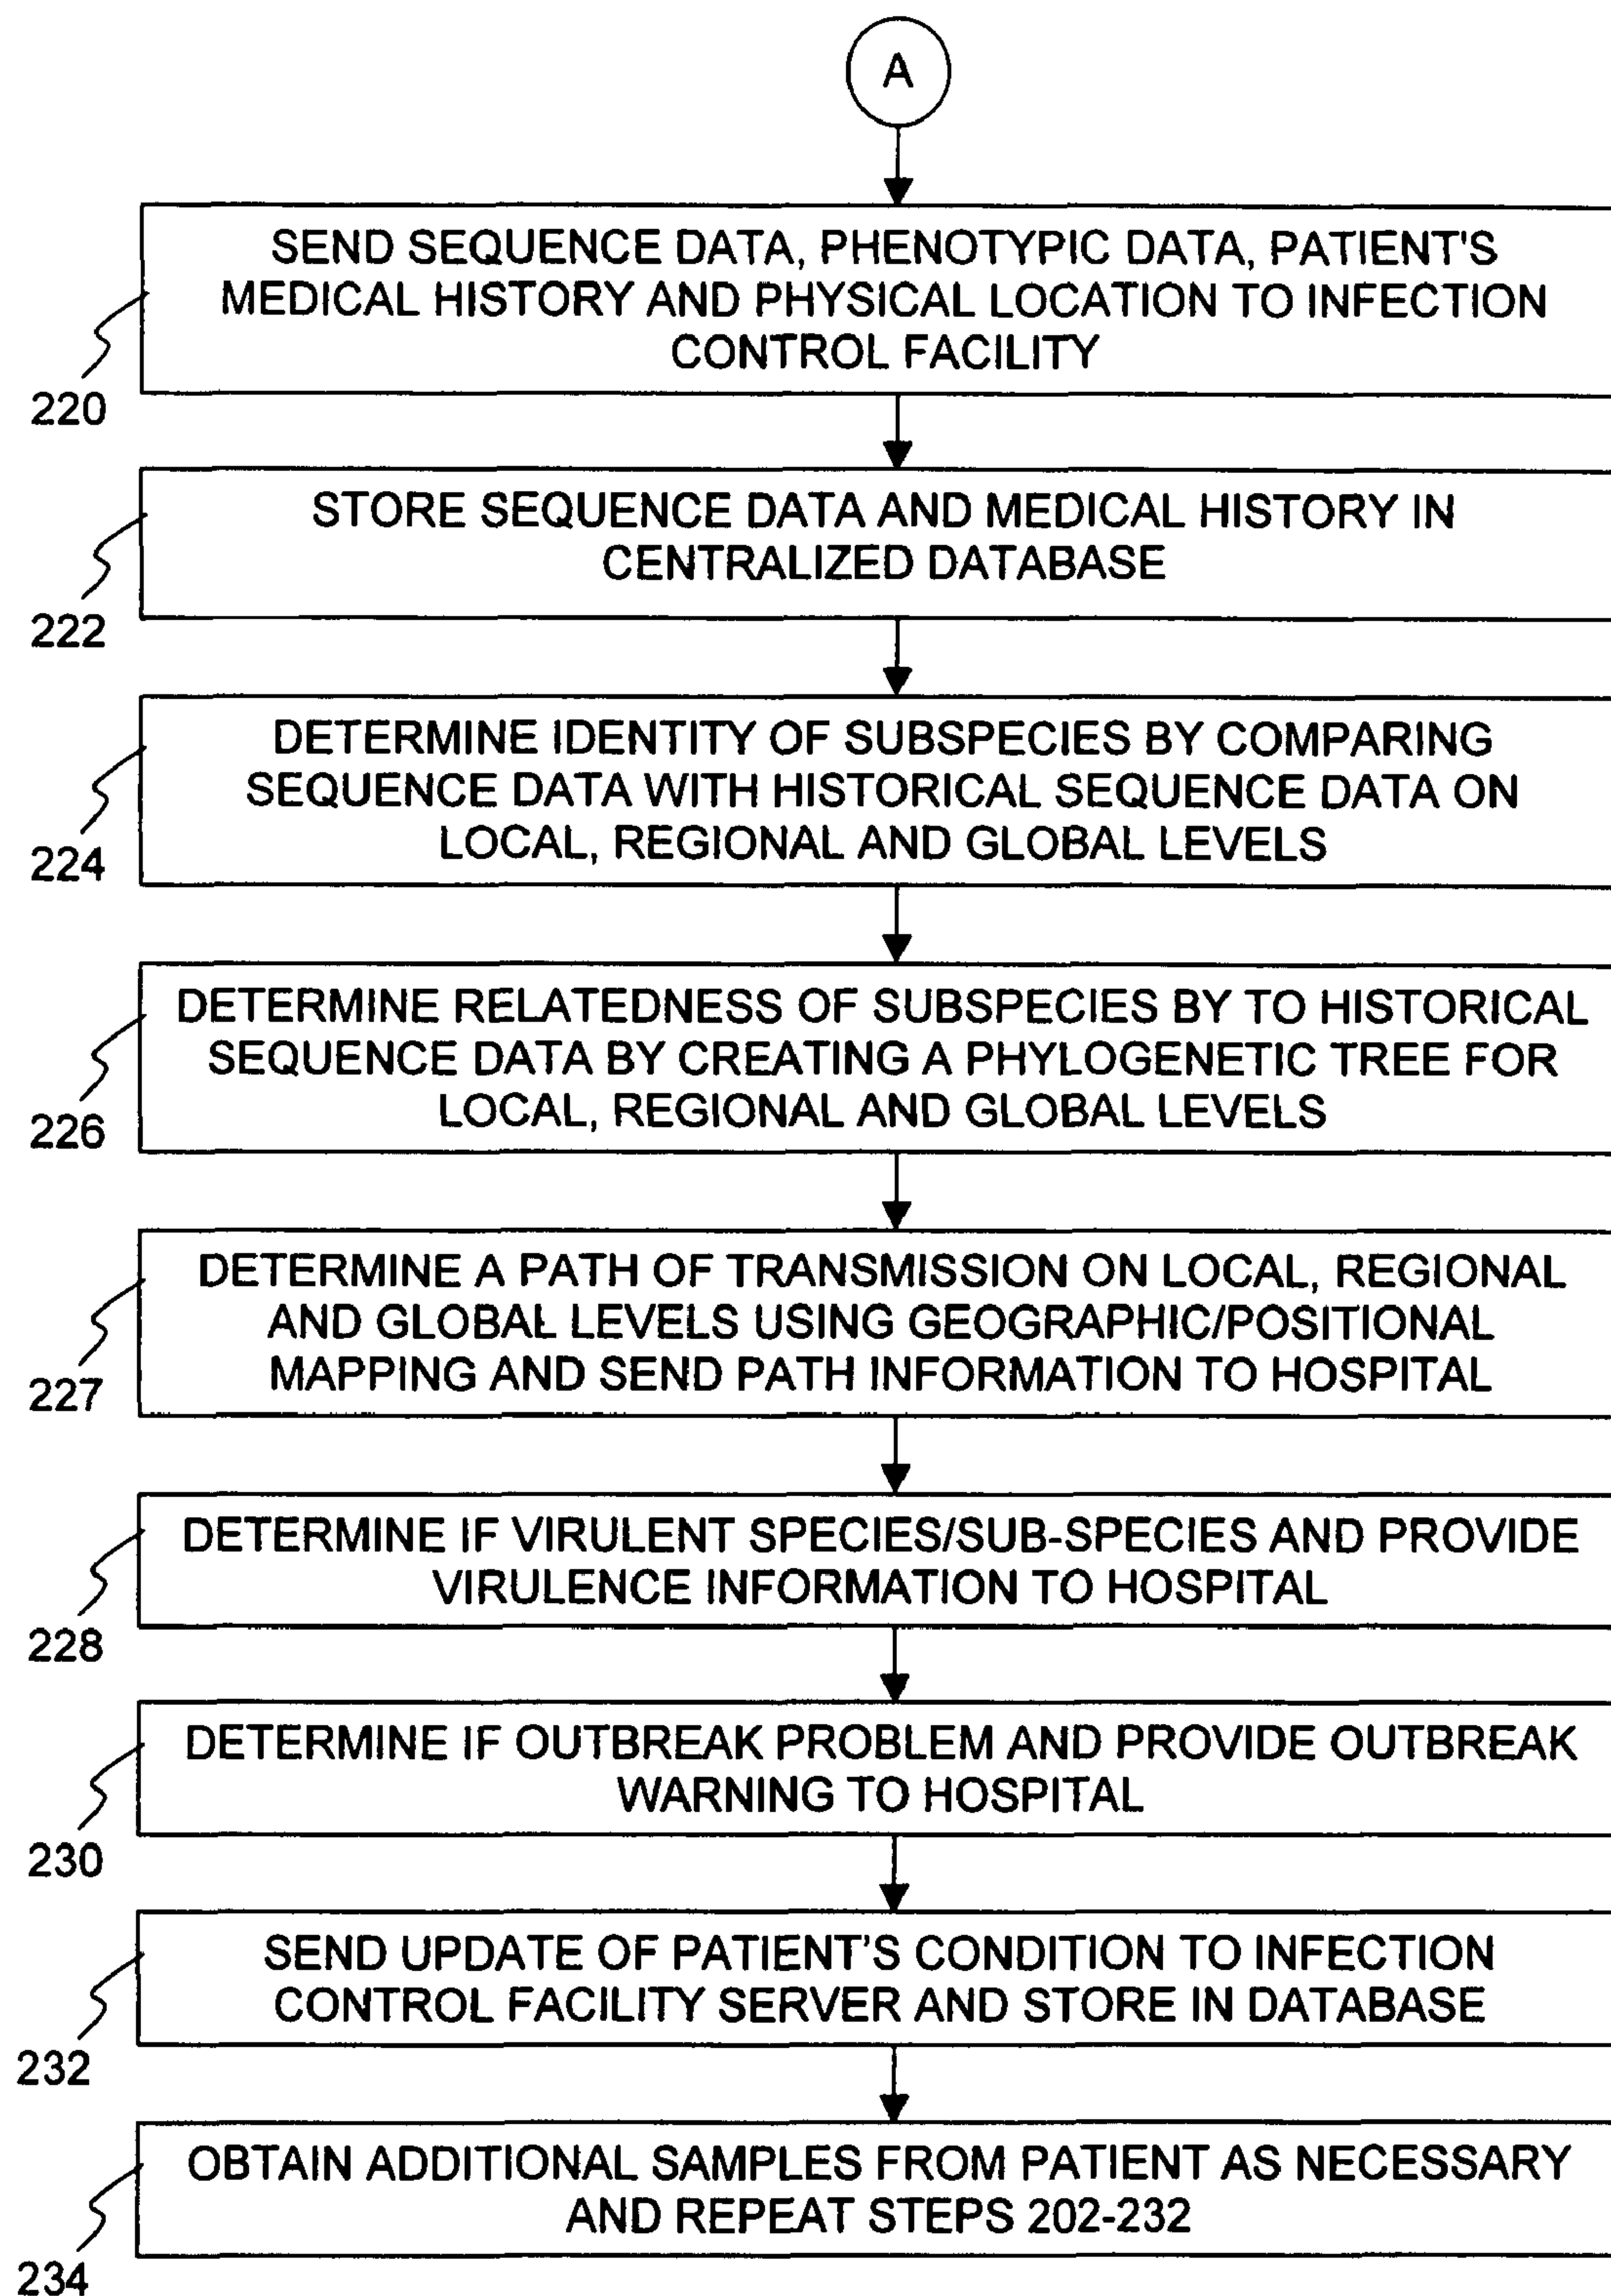 A
SEND SEQUENCE DATA, PHENOTYPIC DATA, PATIENT'S
MEDICAL HISTORY AND PHYSICAL LOCATION TO INFECTION
CONTROL FACILITY
220
STORE SEQUENCE DATA AND MEDICAL HISTORY IN
CENTRALIZED DATABASE
222
DETERMINE IDENTITY OF SUBSPECIES BY COMPARING
SEQUENCE DATA WITH HISTORICAL SEQUENCE DATA ON
LOCAL, REGIONAL AND GLOBAL LEVELS
224
DETERMINE RELATEDNESS OF SUBSPECIES BY TO HISTORICAL
SEQUENCE DATA BY CREATING A PHYLOGENETIC TREE FOR
LOCAL, REGIONAL AND GLOBAL LEVELS
226
DETERMINE A PATH OF TRANSMISSION ON LOCAL, REGIONAL
AND GLOBAL LEVELS USING GEOGRAPHIC/POSITIONAL
MAPPING AND SEND PATH INFORMATION TO HOSPITAL
227
DETERMINE IF VIRULENT SPECIES/SUB-SPECIES AND PROVIDE
VIRULENCE INFORMATION TO HOSPITAL
228
DETERMINE IF OUTBREAK PROBLEM AND PROVIDE OUTBREAK
WARNING TO HOSPITAL
230
SEND UPDATE OF PATIENT'S CONDITION TO INFECTION
CONTROL FACILITY SERVER AND STORE IN DATABASE
232
OBTAIN ADDITIONAL SAMPLES FROM PATIENT AS NECESSARY
AND REPEAT STEPS 202-232
234